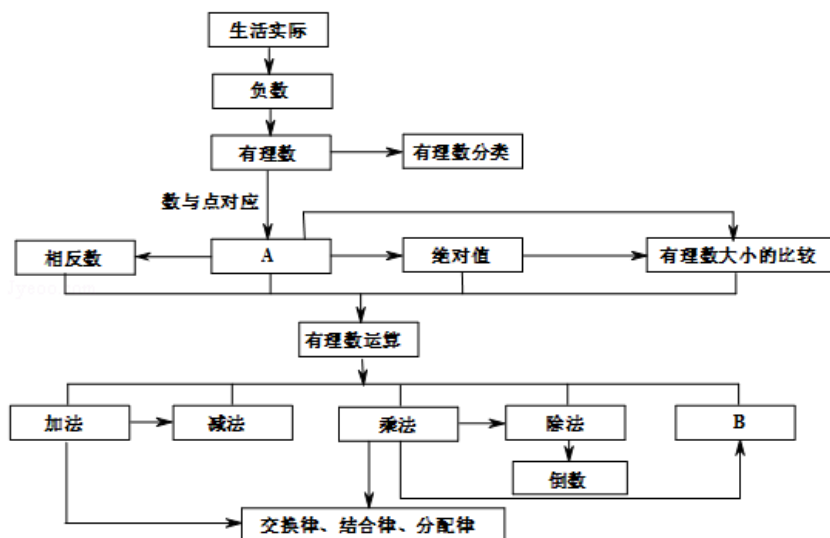 生活实际
负数
有理数
有理数分类
数与点对应
相反数
A
绝对值
有理数大小的比较
有理数运算
加法
减法
乘法
除法
B
倒数
交换律、结合律、分配律